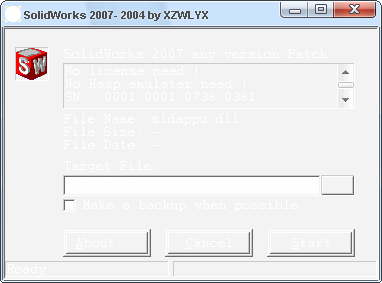 SolidWorks 2007- 2004 by XZWLYX
SolidWorks 2007 any version Patch
SW
No license need !
No Hasp emulater need !
SN 0001 0001 0736 0361
File Name: sldappu.dll
File Size: -
File Date: -
Target File
Make a backup when possible
About
Cancel
Start
Ready